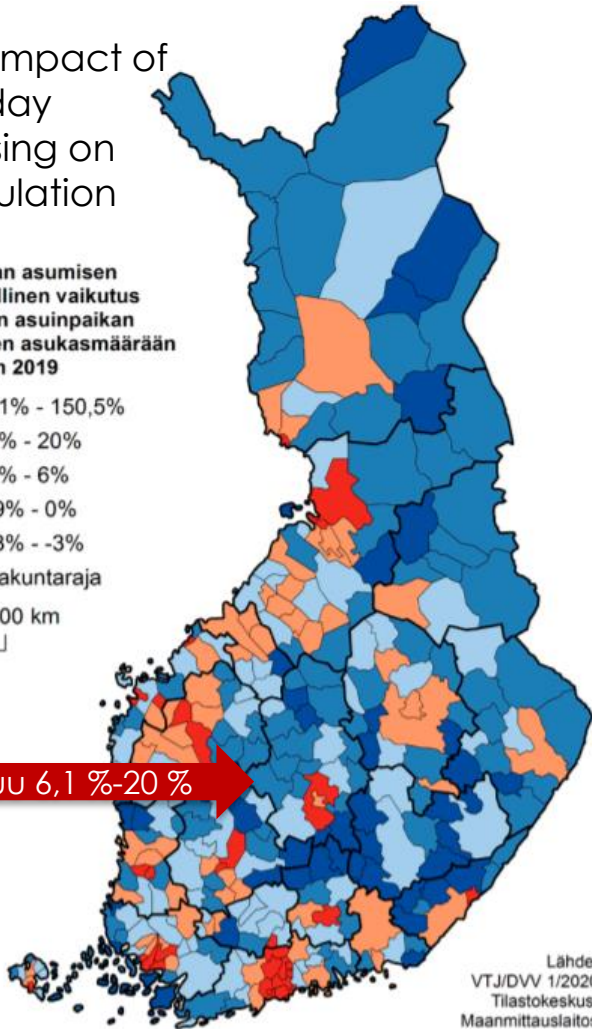 mpact of
day
sing on
ulation
an asumisen
llinen vaikutus
n asuinpaikan
en asukasmäärään
n 2019
1% - 150,5%
% - 20%
% - 6%
9% - 0%
3% - -3%
akuntaraja
00 km
uu 6,1 %-20 %
Lähde
VTJ/DVV 1/2020
Tilastokeskus
Maanmittauslaitos